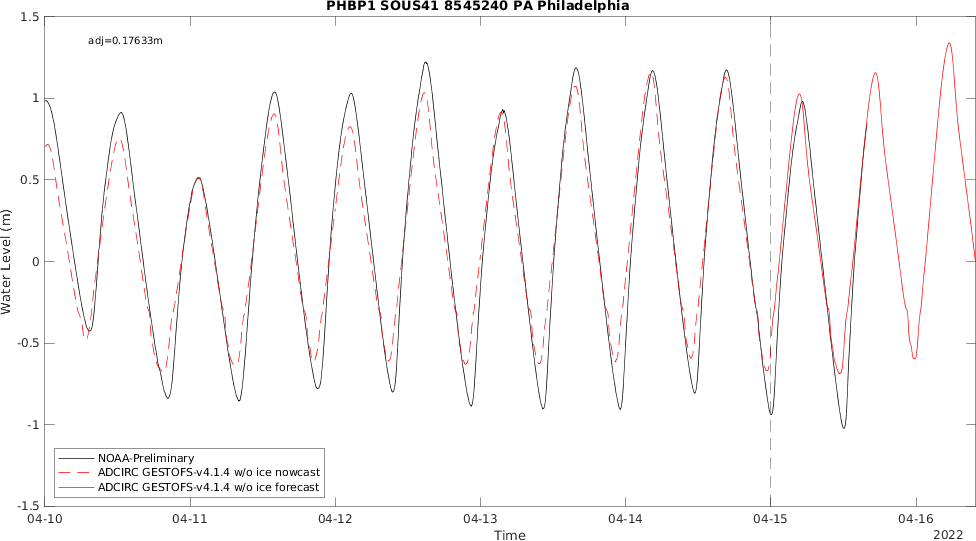 PHBP1 SOUS41 8545240 PA Philadelphia
adj=0.17633m
1.5
1
0.5
0
-0.5
-1
-1.5
Water Level (m)
NOAA-Preliminary
ADCIRC GESTOFS-v4.1.4 w/o ice nowcast
ADCIRC GESTOFS-v4.1.4 w/o ice forecast
04-10 04-11 04-12 04-13 04-14 04-15 04-16
Time
2022